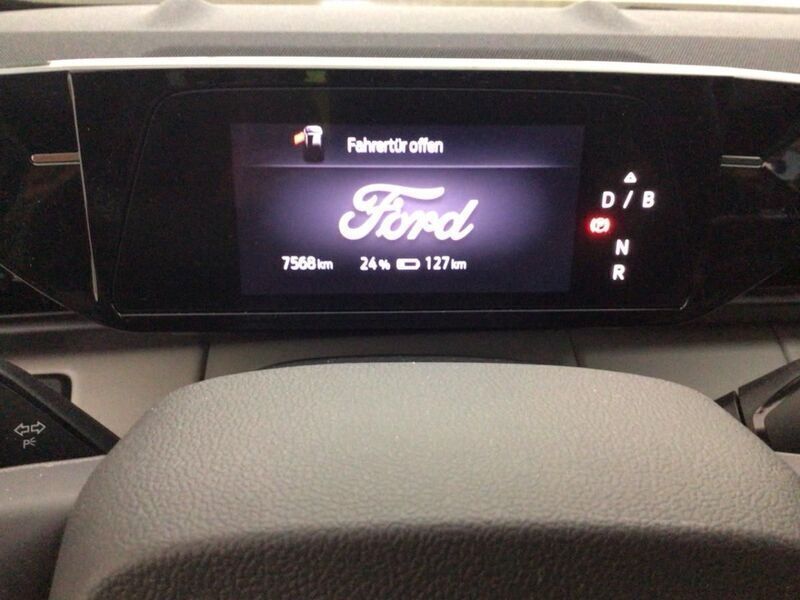 Fahrertür offen
Ford
7568 km 24 % 127 km
D / B
P
N
R
P